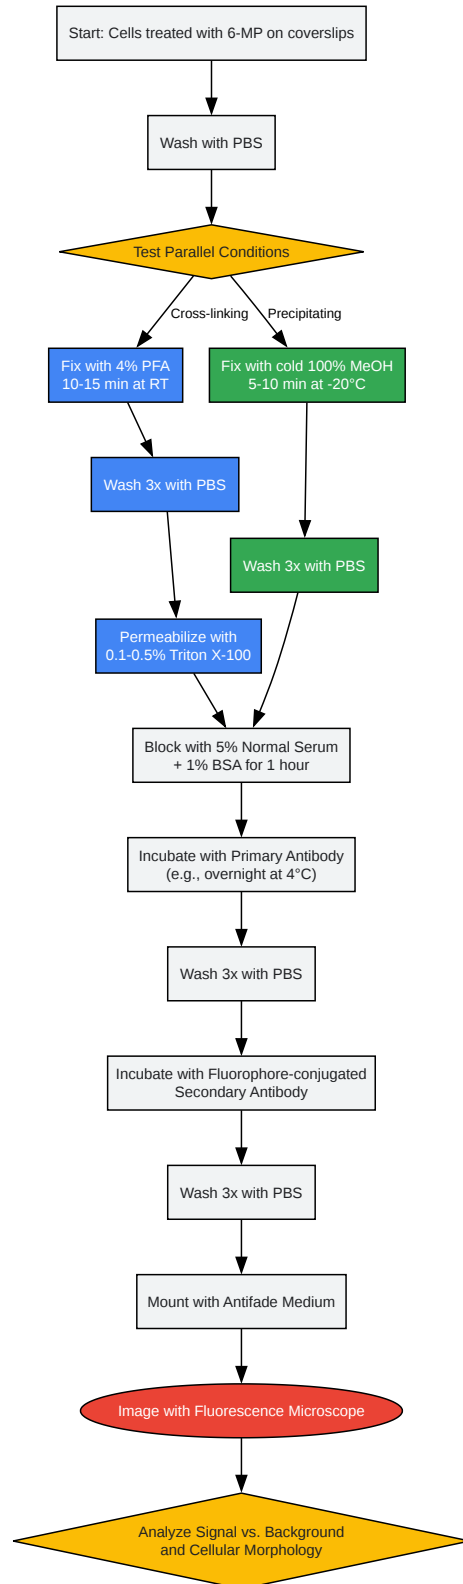 Start: Cells treated with 6-MP on coverslips
Wash with PBS
Test Parallel Conditions
Cross-linking
Precipitating
Fix with 4% PFA
10-15 min at RT
Fix with cold 100% MeOH
5-10 min at -20°C
Wash 3x with PBS
Wash 3x with PBS
Permeabilize with
0.1-0.5% Triton X-100
Block with 5% Normal Serum
+ 1% BSA for 1 hour
Incubate with Primary Antibody
(e.g., overnight at 4°C)
Wash 3x with PBS
Incubate with Fluorophore-conjugated
Secondary Antibody
Wash 3x with PBS
Mount with Antifade Medium
Image with Fluorescence Microscope
Analyze Signal vs. Background
and Cellular Morphology